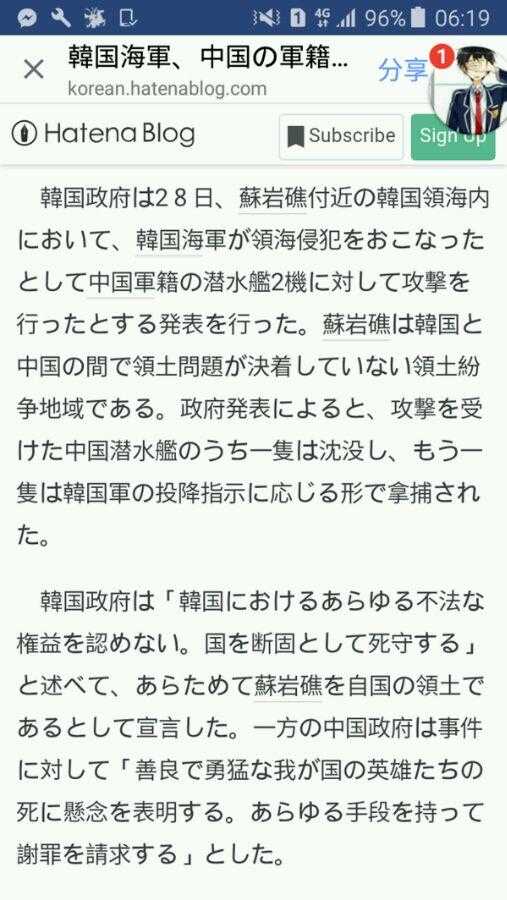 4G 96% 06:19
韓国海軍、中国の軍籍...
korean.hatenablog.com
分享
1
Hatena Blog
Subscribe
Sign Up
韓国政府は28日、蘇岩礁付近の韓国領海内
において、韓国海軍が領海侵犯をおこなった
として中国軍籍の潜水艦2機に対して攻撃を
行ったとする発表を行った。蘇岩礁は韓国と
中国の間で領土問題が決着していない領土紛
争地域である。政府発表によると、攻撃を受
けた中国潜水艦のうち一隻は沈没し、もう一
隻は韓国軍の投降指示に応じる形で拿捕され
た。
韓国政府は「韓国におけるあらゆる不法な
権益を認めない。国を断固として死守する」
と述べて、あらためて蘇岩礁を自国の領土で
あるとして宣言した。一方の中国政府は事件
に対して「善良で勇猛な我が国の英雄たちの
死に懸念を表明する。あらゆる手段を持って
謝罪を請求する」とした。